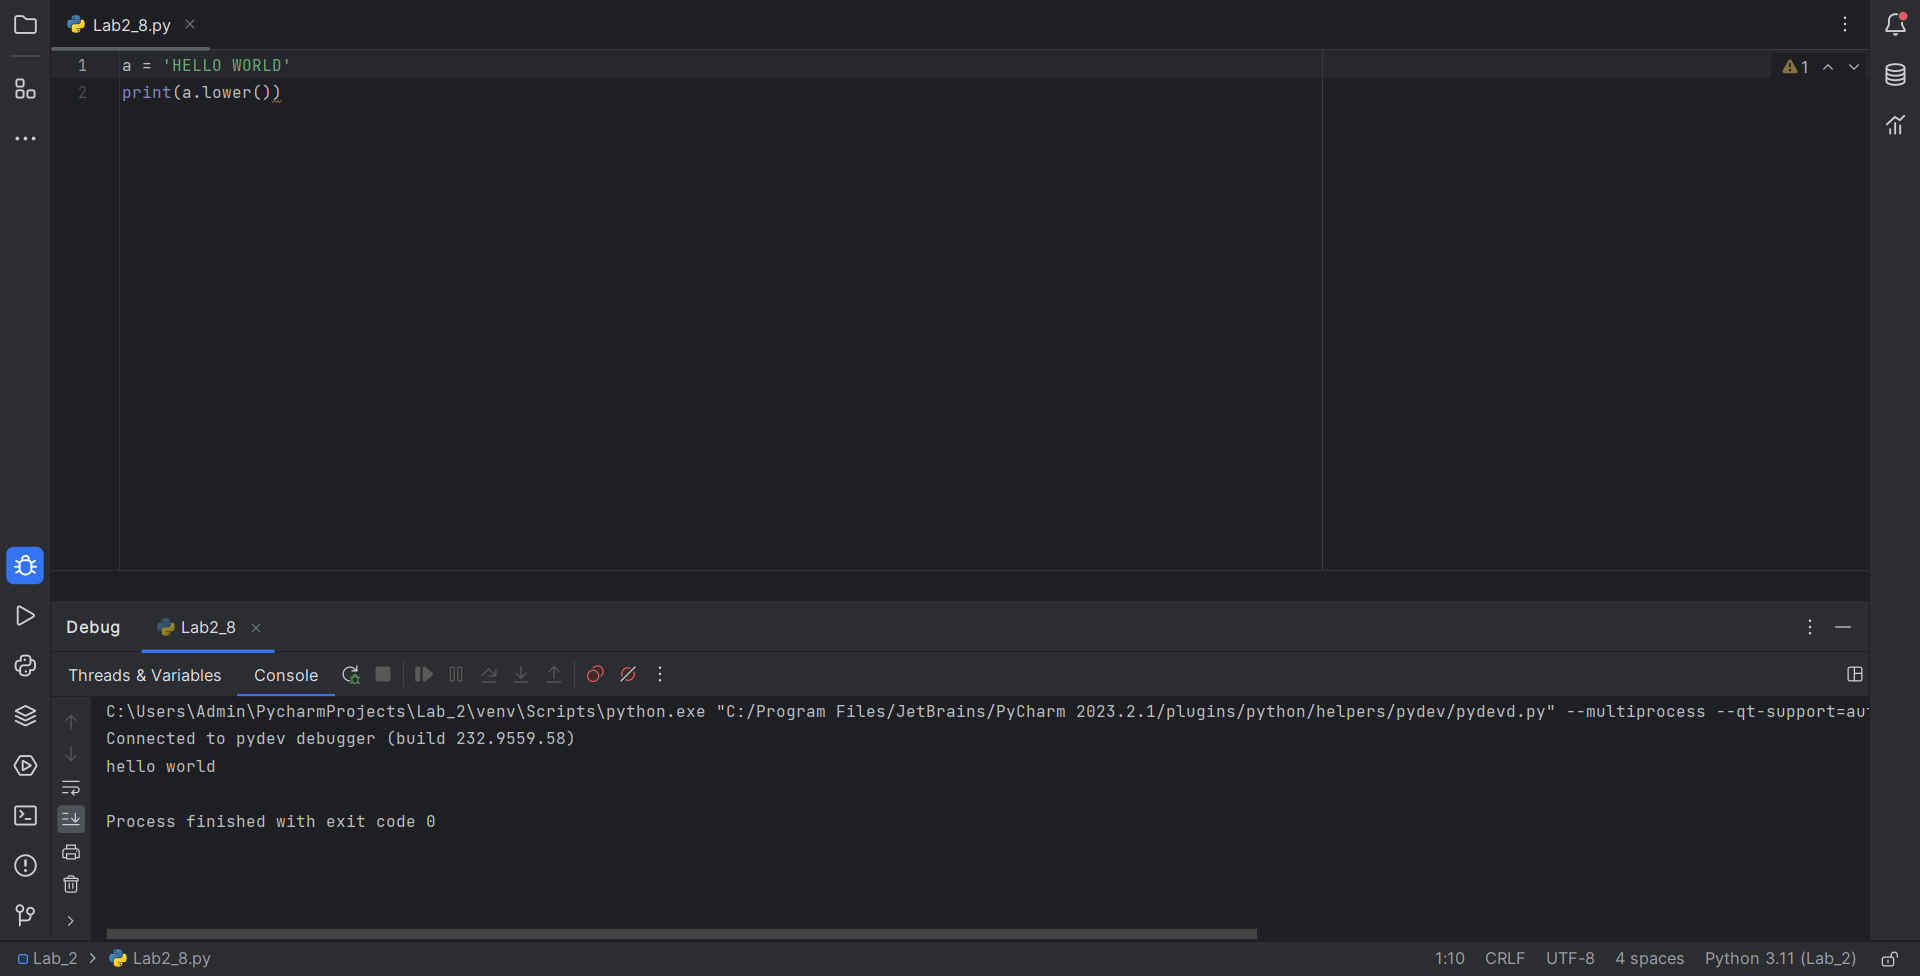 Lab2_8.py
1 a = 'HELLO WORLD'
1
2 print(a.lower())
Debug Lab2_8
Threads & Variables Console
C:\Users\Admin\PycharmProjects\Lab_2\venv\Scripts\python.exe "C:/Program Files/JetBrains/PyCharm 2023.2.1/plugins/python/helpers/pydev/pydevd.py" --multiprocess --qt-support=au
Connected to pydev debugger (build 232.9559.58)
hello world
Process finished with exit code 0
Lab_2 > Lab2_8.py 1:10 CRLF UTF-8 4 spaces Python 3.11 (Lab_2)